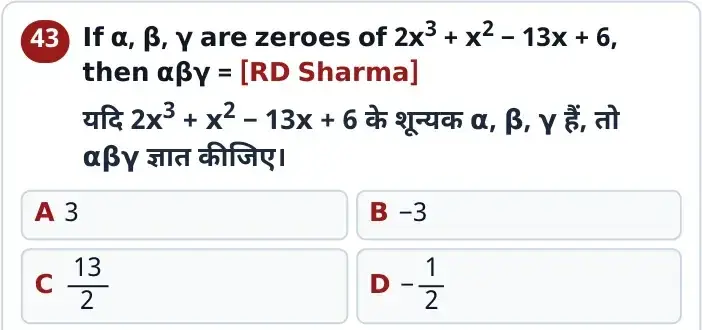 43 If α, β, γ are zeroes of 2x³ + x² − 13x + 6,
then αβγ = [RD Sharma]
यदि 2x³ + x² − 13x + 6 के शून्यक α, β, γ हैं, तो
αβγ ज्ञात कीजिए।
A 3
B −3
C 13/2
D −1/2